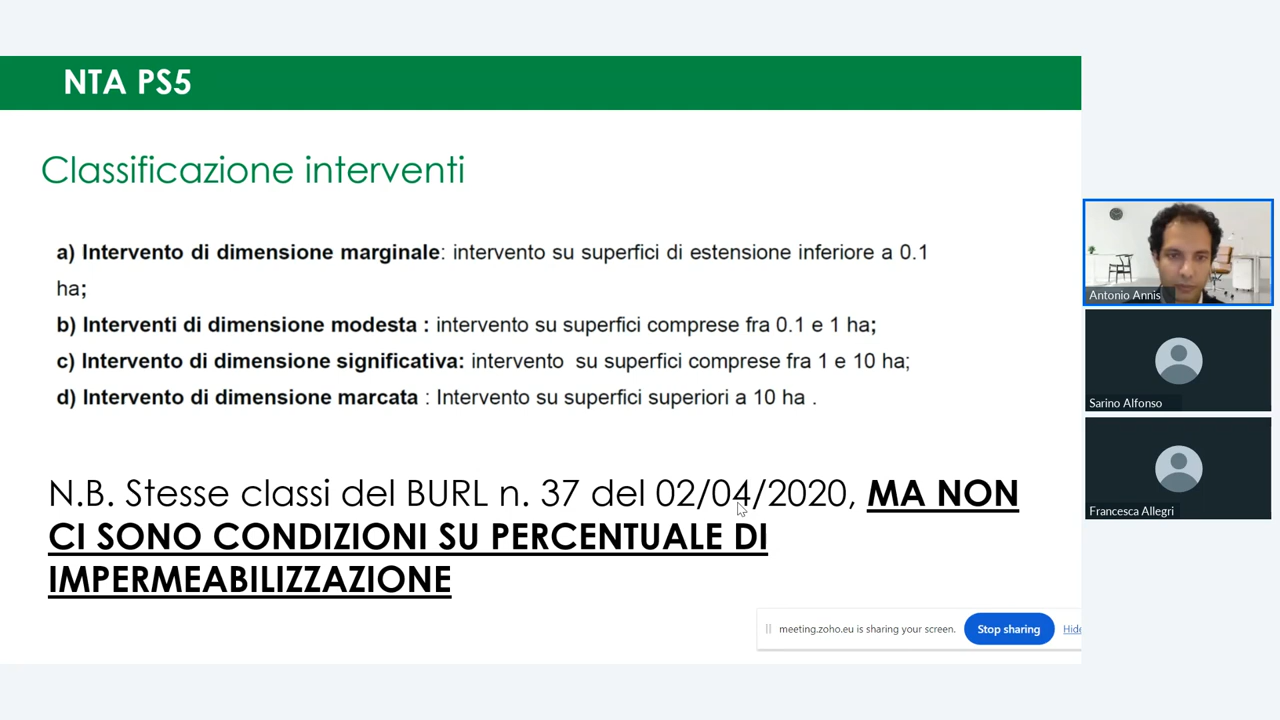 NTA PS5
Classificazione interventi
a) Intervento di dimensione marginale: intervento su superfici di estensione inferiore a 0.1
ha;
b) Interventi di dimensione modesta : intervento su superfici comprese fra 0.1 e 1 ha;
c) Intervento di dimensione significativa: intervento su superfici comprese fra 1 e 10 ha;
d) Intervento di dimensione marcata : Intervento su superfici superiori a 10 ha .
N.B. Stesse classi del BURL n. 37 del 02/04/2020, MA NON
CI SONO CONDIZIONI SU PERCENTUALE DI
IMPERMEABILIZZAZIONE
meeting.zoho.eu is sharing your screen. Stop sharing Hide
Antonio Annis
Sarino Alfonso
Francesca Allegri